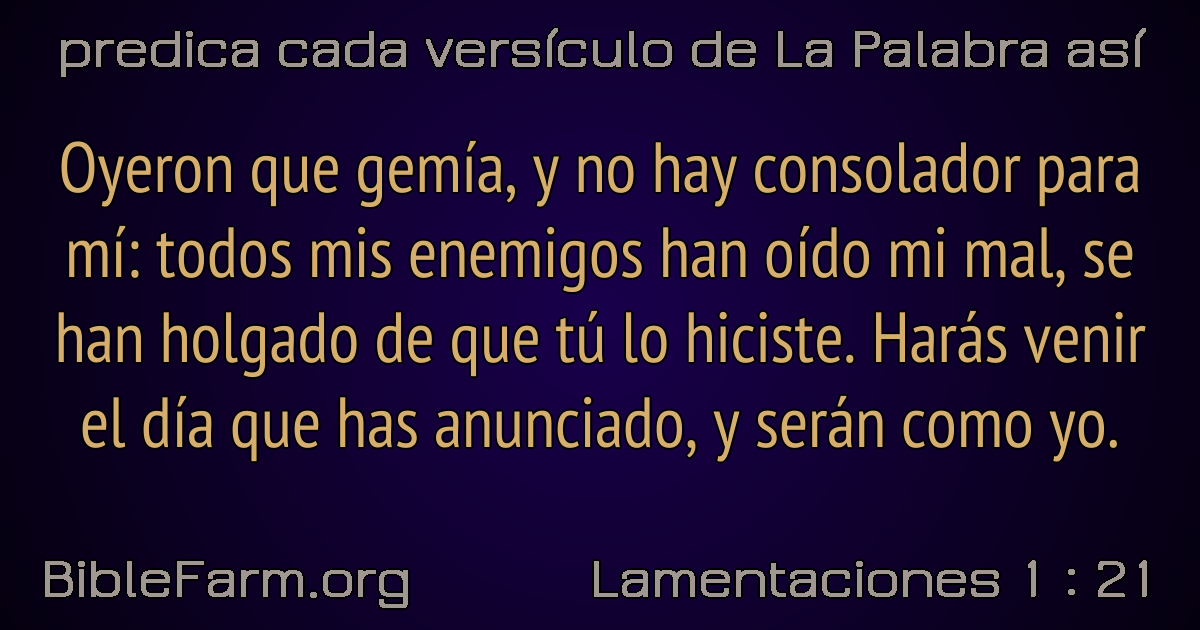 predica cada versículo de La Palabra así
Oyeron que gemía, y no hay consolador para
mí: todos mis enemigos han oído mi mal, se
han holgado de que tú lo hiciste. Harás venir
el día que has anunciado, y serán como yo.
BibleFarm.org
Lamentaciones 1 : 21